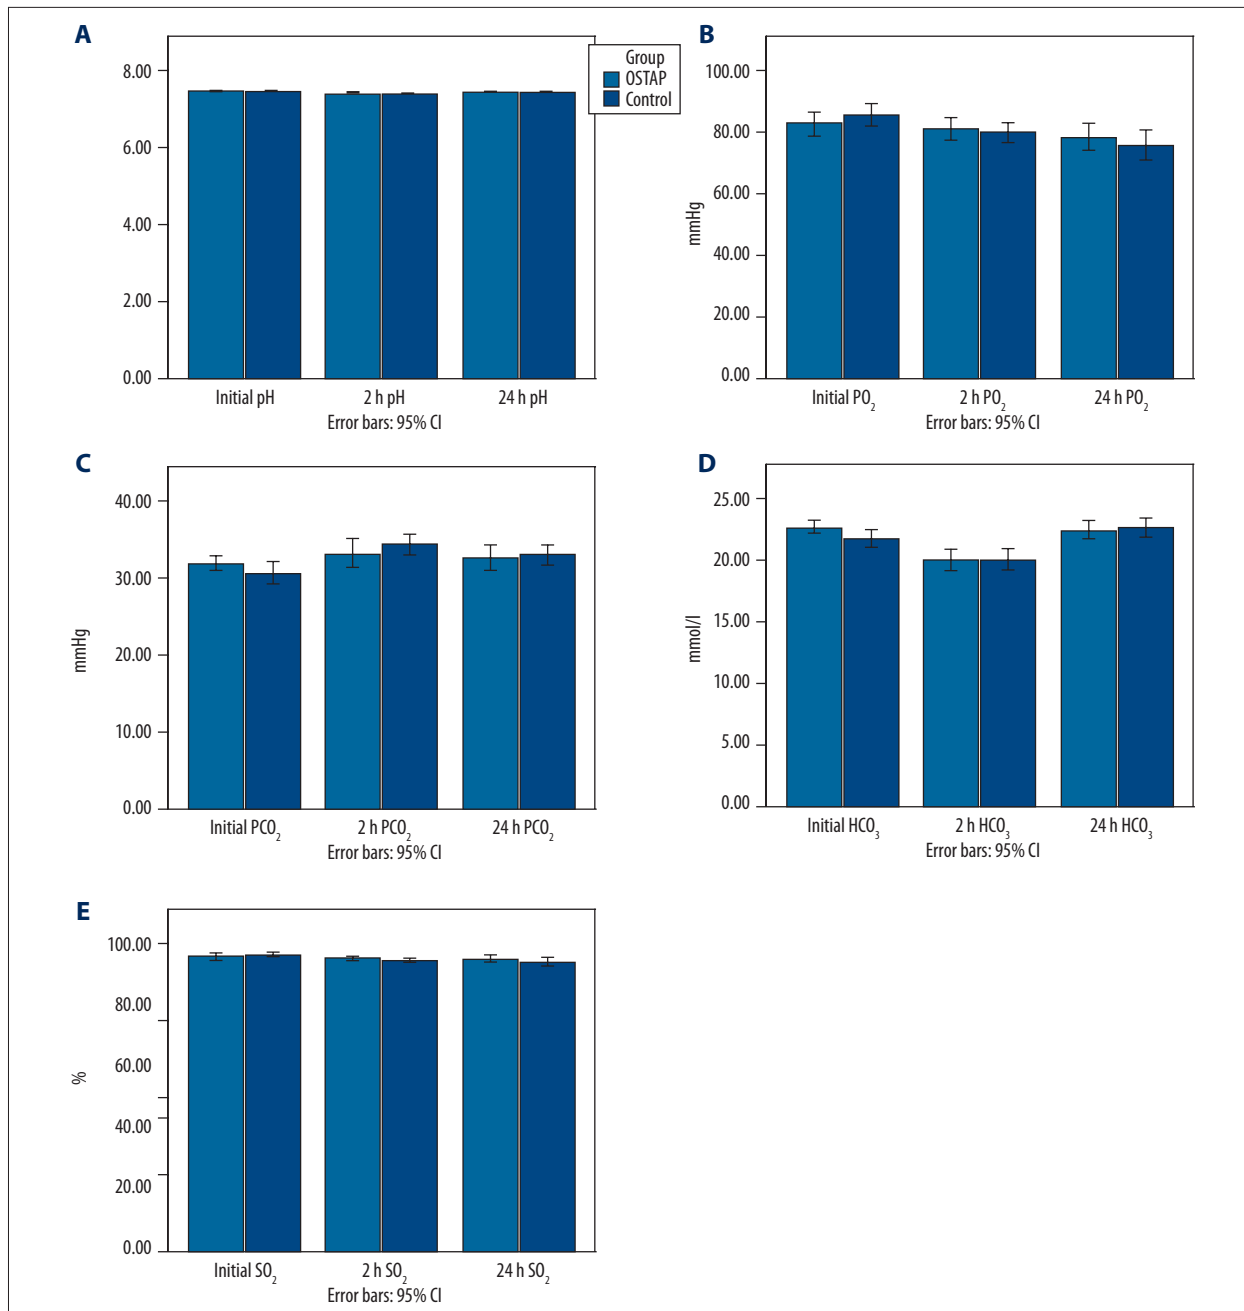 A
8.00
6.00
4.00
2.00
0.00
Initial pH 2 h pH 24 h pH
Error bars: 95% CI
Group
OSTAP
Control
B
mmHg
100.00
80.00
60.00
40.00
20.00
0.00
Initial PO2 2 h PO2 24 h PO2
Error bars: 95% CI
C
mmHg
40.00
30.00
20.00
10.00
0.00
Initial PCO2 2 h PCO2 24 h PCO2
Error bars: 95% CI
D
mmol/l
25.00
20.00
15.00
10.00
5.00
0.00
Initial HCO3 2 h HCO3 24 h HCO3
Error bars: 95% CI
E
%
100.00
80.00
60.00
40.00
20.00
0.00
Initial SO2 2 h SO2 24 h SO2
Error bars: 95% CI